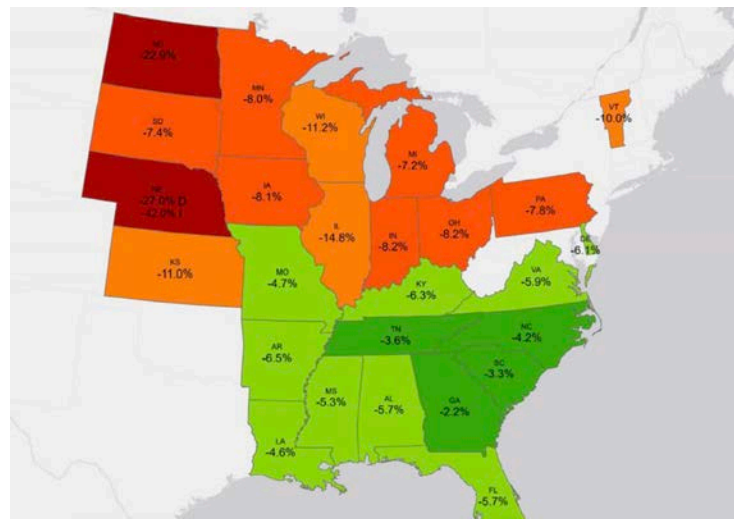 ND
-22.9%
MN
-8.0%
WI
-11.2%
VT
-10.0%
SD
-7.4%
MI
-7.2%
NE
-27.0% D
-42.0% I
IA
-8.1%
IL
-14.8%
IN
-8.2%
OH
-8.2%
PA
-7.8%
DE
-6.1%
KS
-11.0%
MO
-4.7%
KY
-6.3%
VA
-5.9%
TN
-3.6%
NC
-4.2%
AR
-6.5%
SC
-3.3%
MS
-5.3%
AL
-5.7%
GA
-2.2%
LA
-4.6%
FL
-5.7%